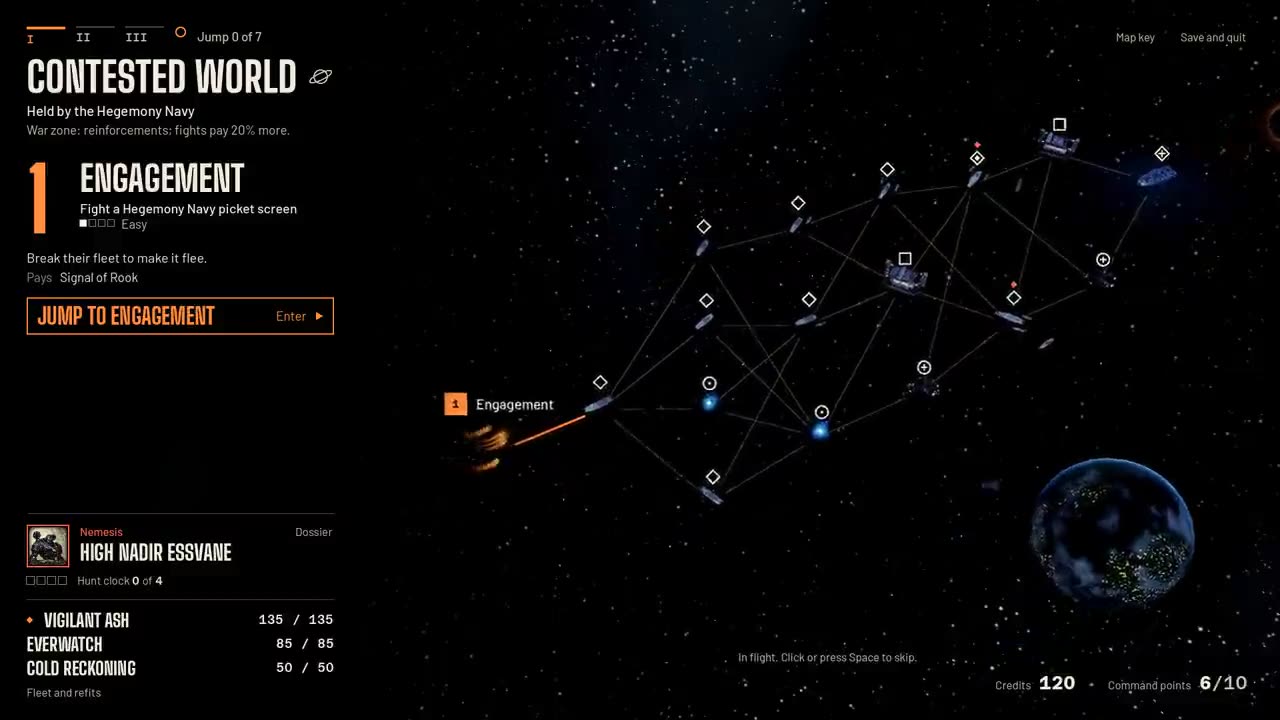 I II III Jump 0 of 7
Map key Save and quit
CONTESTED WORLD
Held by the Hegemony Navy
War zone: reinforcements; fights pay 20% more.
1 ENGAGEMENT
Fight a Hegemony Navy picket screen
Easy
Break their fleet to make it flee.
Pays Signal of Rook
JUMP TO ENGAGEMENT Enter
1 Engagement
Nemesis Dossier
HIGH NADIR ESSVANE
Hunt clock 0 of 4
VIGILANT ASH 135 / 135
EVERWATCH 85 / 85
COLD RECKONING 50 / 50
Fleet and refits
In flight. Click or press Space to skip.
Credits 120 Command points 6/10